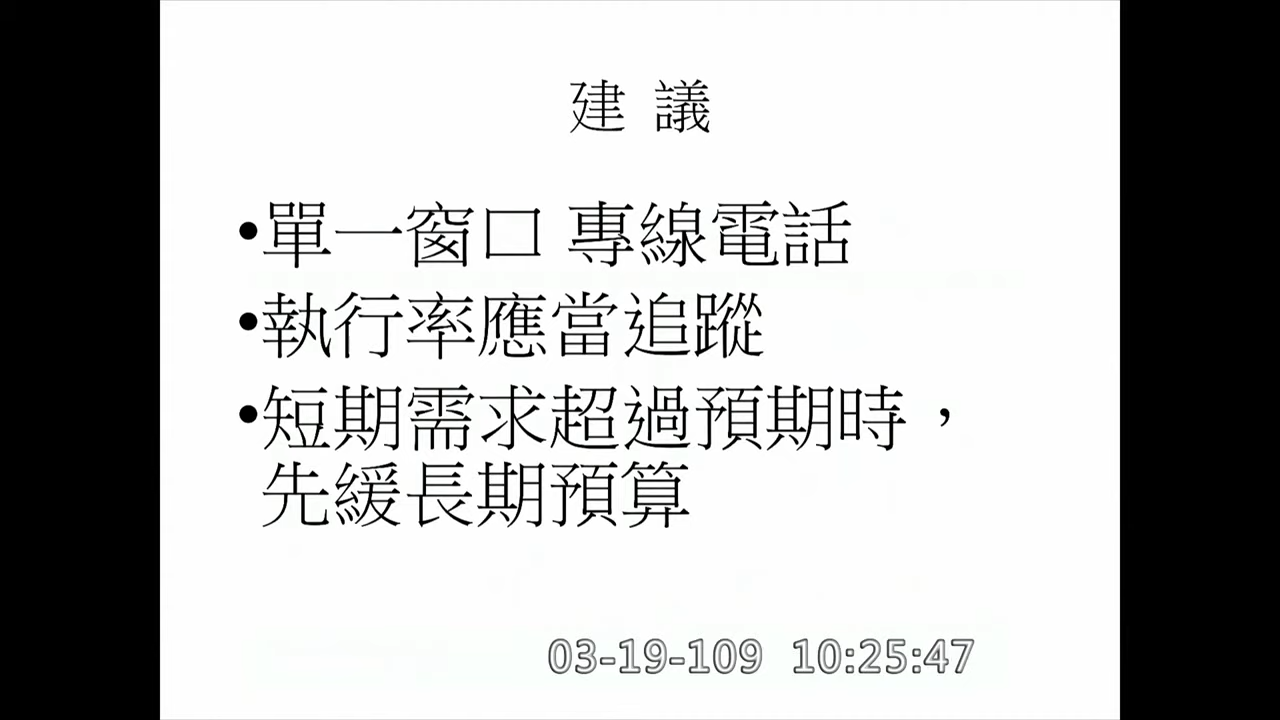 建 議
•單一窗口 專線電話
•執行率應當追蹤
•短期需求超過預期時，
先緩長期預算
03-19-109 10:25:47